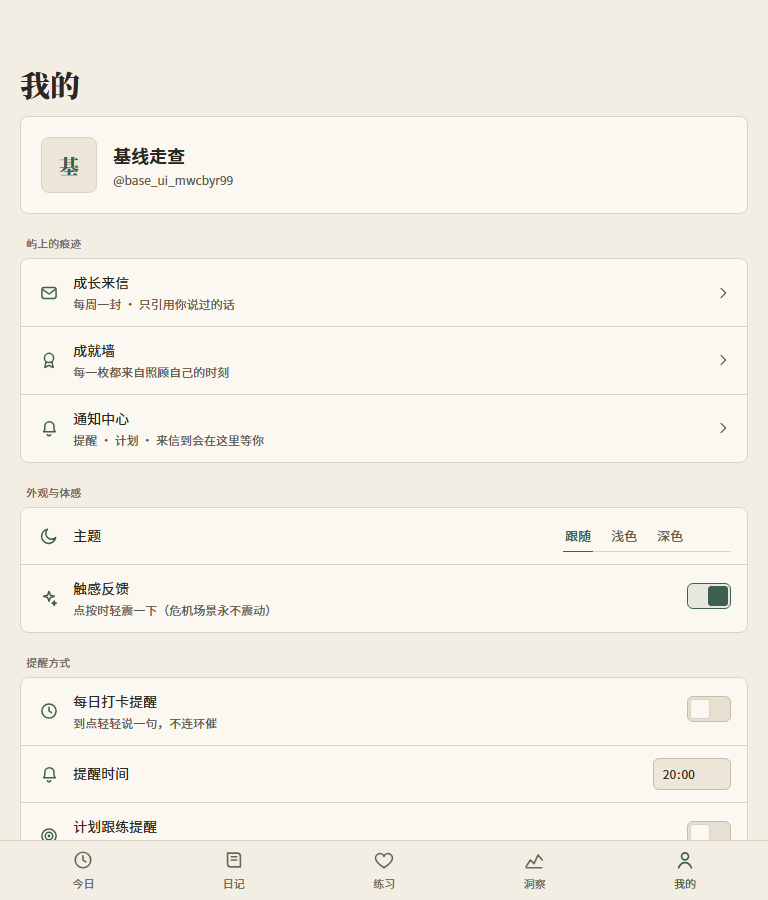 我的
基
基线走查
@base_ui_mwcbyr99
屿上的痕迹
成长来信
每周一封 · 只引用你说过的话
成就墙
每一枚都来自照顾自己的时刻
通知中心
提醒 · 计划 · 来信到会在这里等你
外观与体感
主题
跟随 浅色 深色
触感反馈
点按时轻震一下（危机场景永不震动）
提醒方式
每日打卡提醒
到点轻轻说一句，不连环催
提醒时间
20:00
计划跟练提醒
今日 日记 练习 洞察 我的